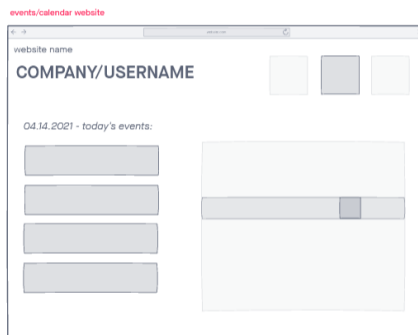 events/calendar website
website name
COMPANY/USERNAME
04.14.2021 - today's events: